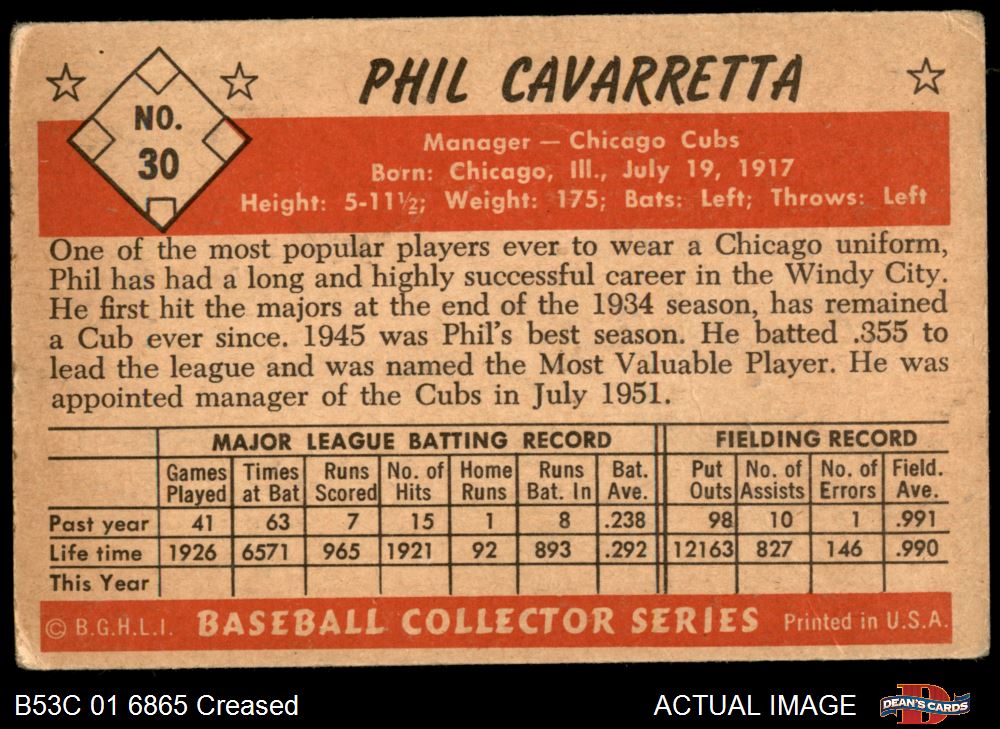 NO.
30
PHIL CAVARRETTA
Manager — Chicago Cubs
Born: Chicago, Ill., July 19, 1917
Height: 5-11½; Weight: 175; Bats: Left; Throws: Left
One of the most popular players ever to wear a Chicago uniform,
Phil has had a long and highly successful career in the Windy City.
He first hit the majors at the end of the 1934 season, has remained
a Cub ever since. 1945 was Phil's best season. He batted .355 to
lead the league and was named the Most Valuable Player. He was
appointed manager of the Cubs in July 1951.
MAJOR LEAGUE BATTING RECORD FIELDING RECORD
Games Times Runs No. of Home Runs Bat. Put No. of No. of Field.
Played at Bat Scored Hits Runs Bat. In Ave. Outs Assists Errors Ave.
Past year 41 63 7 15 1 8 .238 98 10 1 .991
Life time 1926 6571 965 1921 92 893 .292 12163 827 146 .990
This Year
© B.G.H.L.I. BASEBALL COLLECTOR SERIES Printed in U.S.A.
B53C 01 6865 Creased ACTUAL IMAGE DEAN'S CARDS